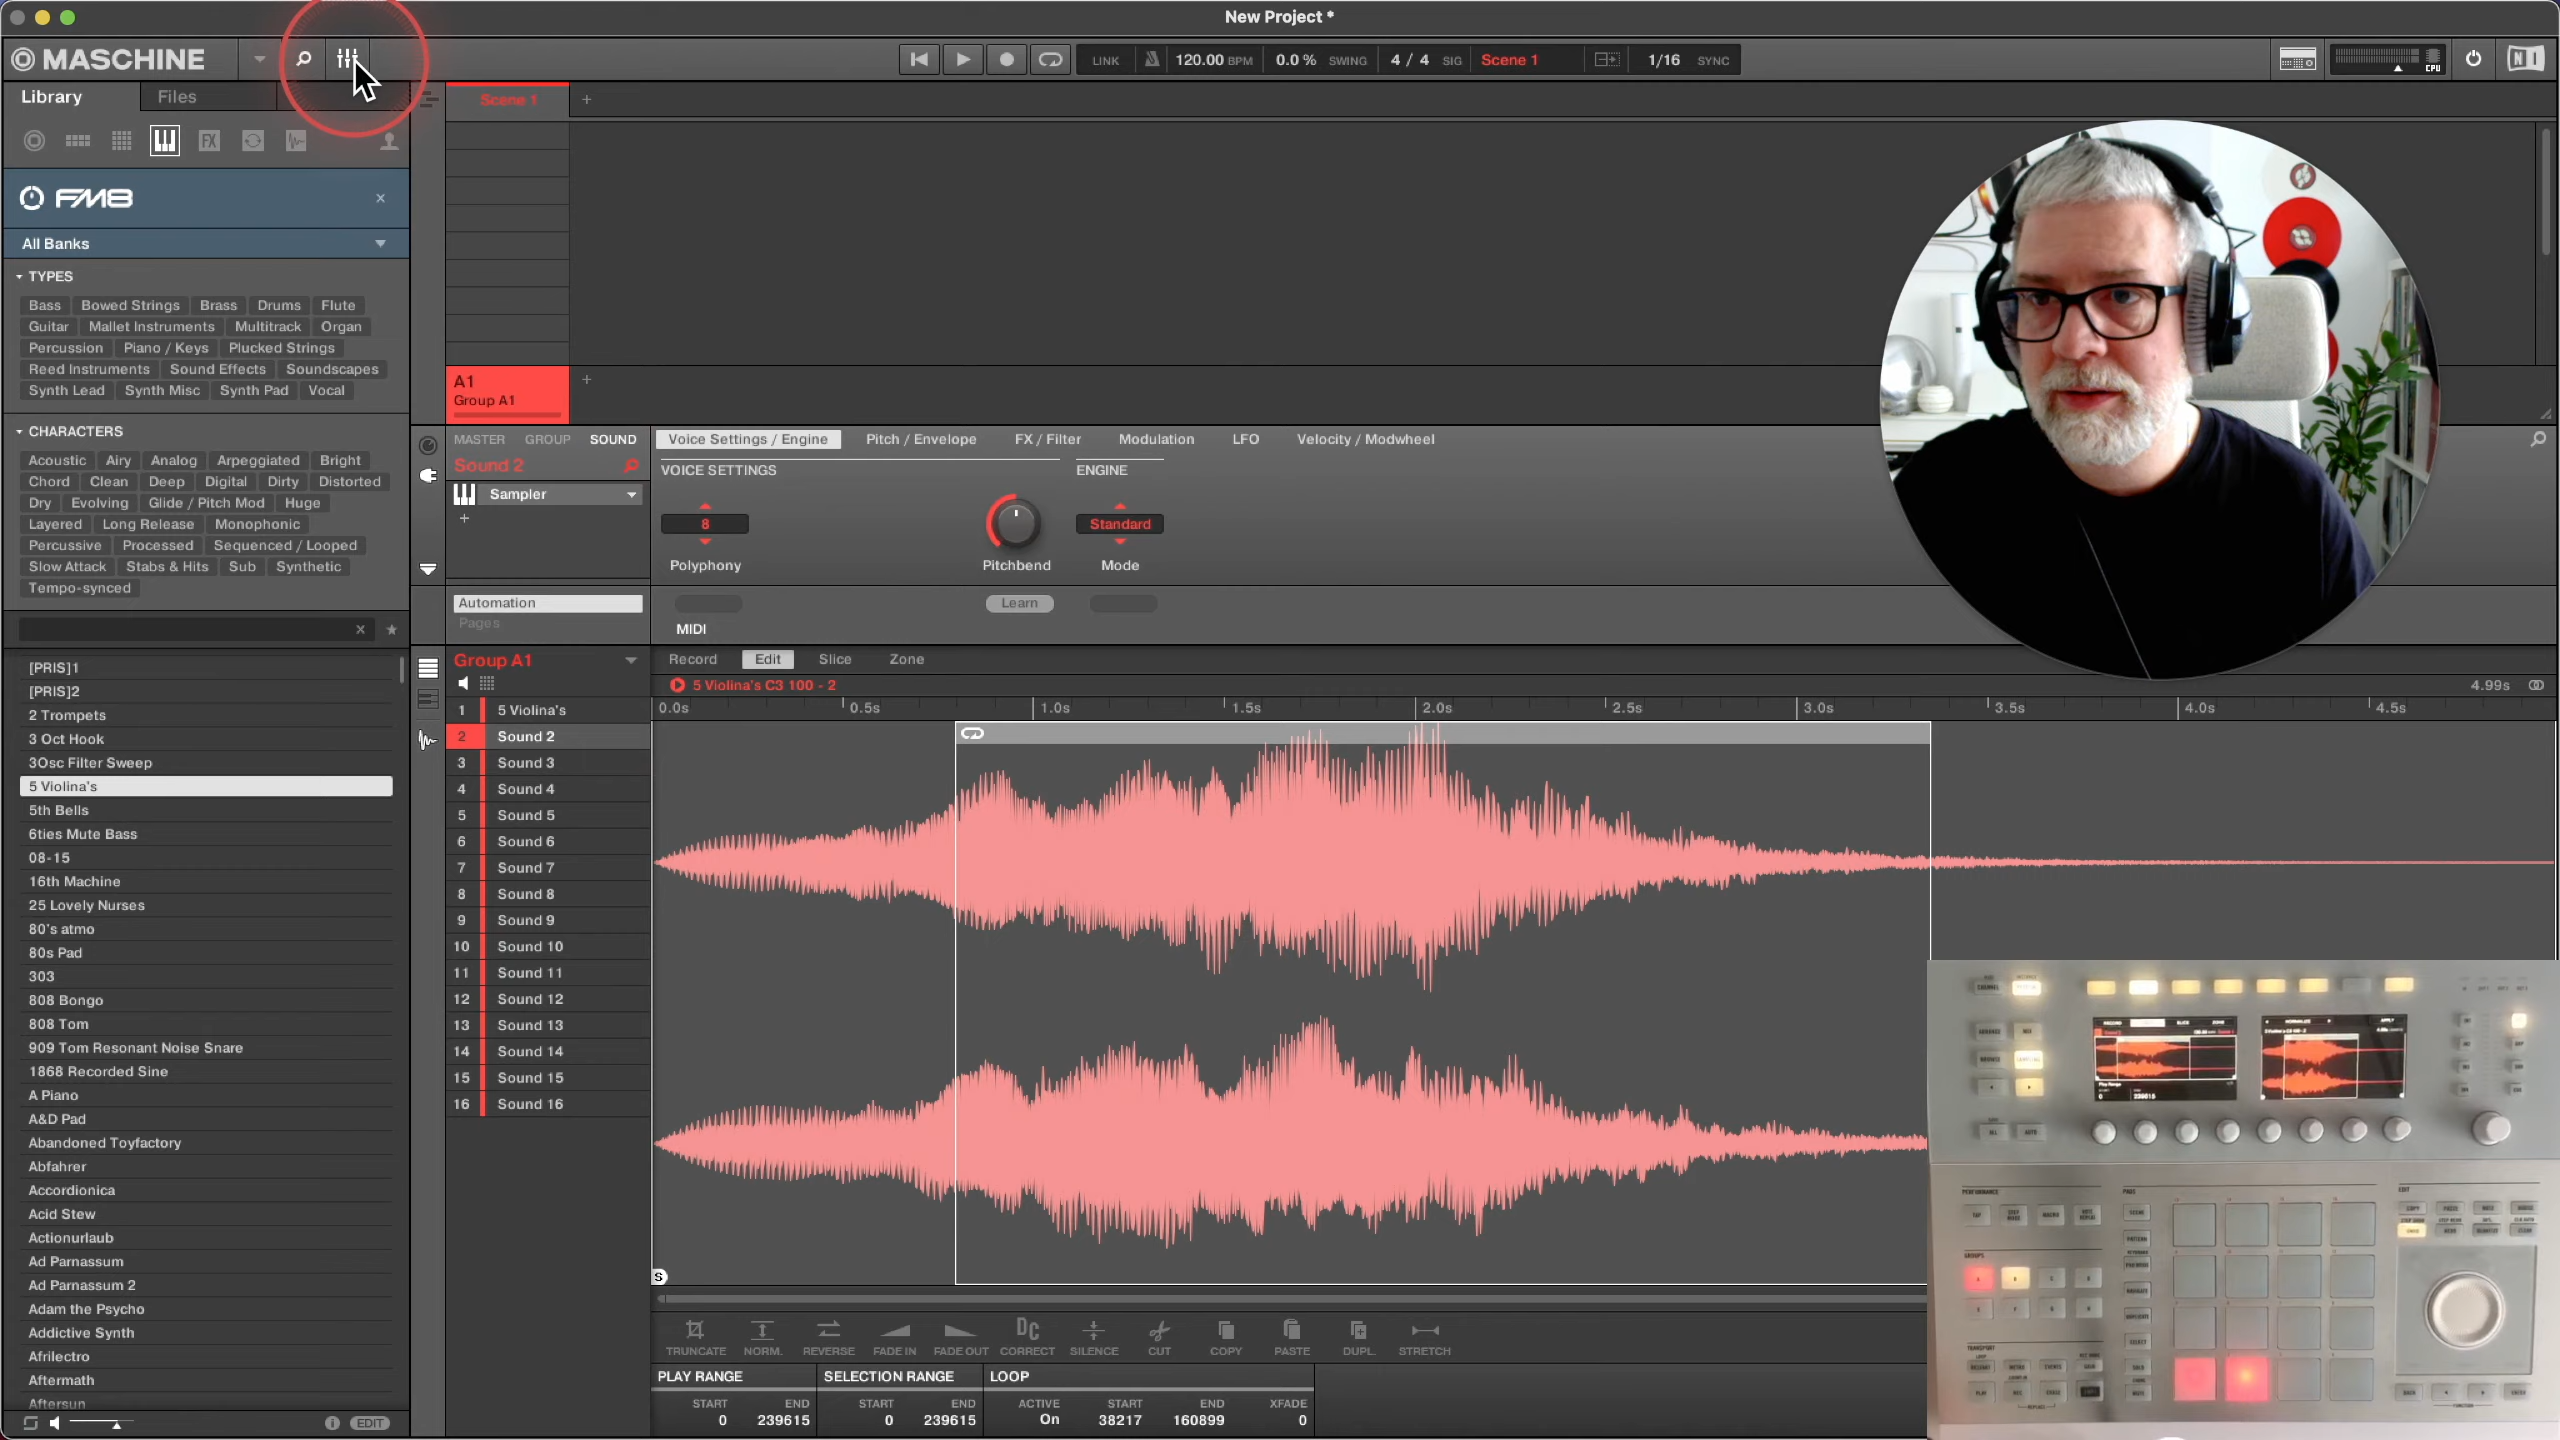 New Project *
MASCHINE
LINK 120.00 BPM 0.0 % SWING 4 / 4 SIG Scene 1 1/16 SYNC
CPU
Library Files
Scene 1 +
FX
FM8 ×
All Banks
TYPES
Bass Bowed Strings Brass Drums Flute
Guitar Mallet Instruments Multitrack Organ
Percussion Piano / Keys Plucked Strings
Reed Instruments Sound Effects Soundscapes
Synth Lead Synth Misc Synth Pad Vocal
CHARACTERS
Acoustic Airy Analog Arpeggiated Bright
Chord Clean Deep Digital Dirty Distorted
Dry Evolving Glide / Pitch Mod Huge
Layered Long Release Monophonic
Percussive Processed Sequenced / Looped
Slow Attack Stabs & Hits Sub Synthetic
Tempo-synced
[PRIS]1
[PRIS]2
2 Trompets
3 Oct Hook
3Osc Filter Sweep
5 Violina's
5th Bells
6ties Mute Bass
08-15
16th Machine
25 Lovely Nurses
80's atmo
80s Pad
303
808 Bongo
808 Tom
909 Tom Resonant Noise Snare
1868 Recorded Sine
A Piano
A&D Pad
Abandoned Toyfactory
Abfahrer
Accordionica
Acid Stew
Actionurlaub
Ad Parnassum
Ad Parnassum 2
Adam the Psycho
Addictive Synth
Afrilectro
Aftermath
Aftersun
EDIT
A1
Group A1
+
MASTER GROUP SOUND
Sound 2
Sampler
+
Automation
Pages
Voice Settings / Engine Pitch / Envelope FX / Filter Modulation LFO Velocity / Modwheel
VOICE SETTINGS ENGINE
8 Standard
Polyphony Pitchbend Mode
Learn
MIDI
Group A1
1 5 Violina's
2 Sound 2
3 Sound 3
4 Sound 4
5 Sound 5
6 Sound 6
7 Sound 7
8 Sound 8
9 Sound 9
10 Sound 10
11 Sound 11
12 Sound 12
13 Sound 13
14 Sound 14
15 Sound 15
16 Sound 16
Record Edit Slice Zone
5 Violina's C3 100 - 2 4.99s
0.0s 0.5s 1.0s 1.5s 2.0s 2.5s 3.0s 3.5s 4.0s 4.5s
S
TRUNCATE NORM. REVERSE FADE IN FADE OUT DC CORRECT SILENCE CUT COPY PASTE DUPL. STRETCH
PLAY RANGE SELECTION RANGE LOOP
START END START END ACTIVE START END XFADE
0 239615 0 239615 On 38217 160899 0